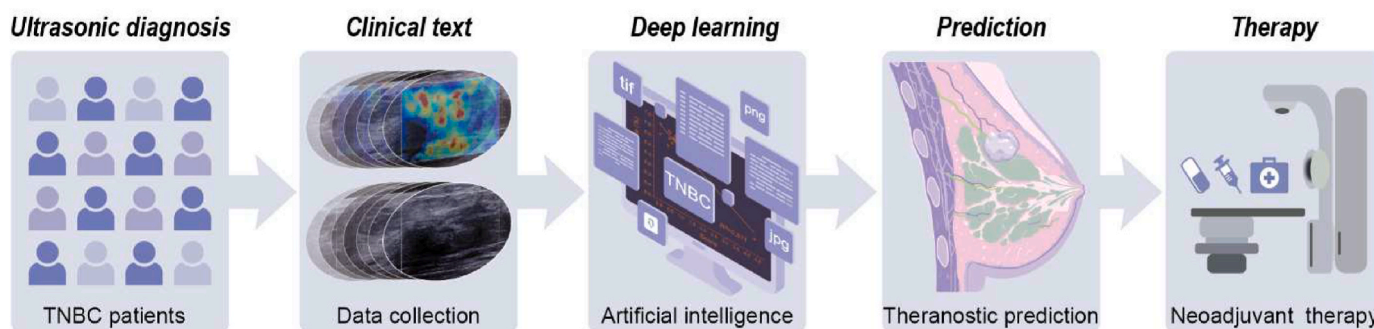 Ultrasonic diagnosis
Clinical text
Deep learning
Prediction
Therapy
tif
png
TNBC
jpg
TNBC patients
Data collection
Artificial intelligence
Theranostic prediction
Neoadjuvant therapy